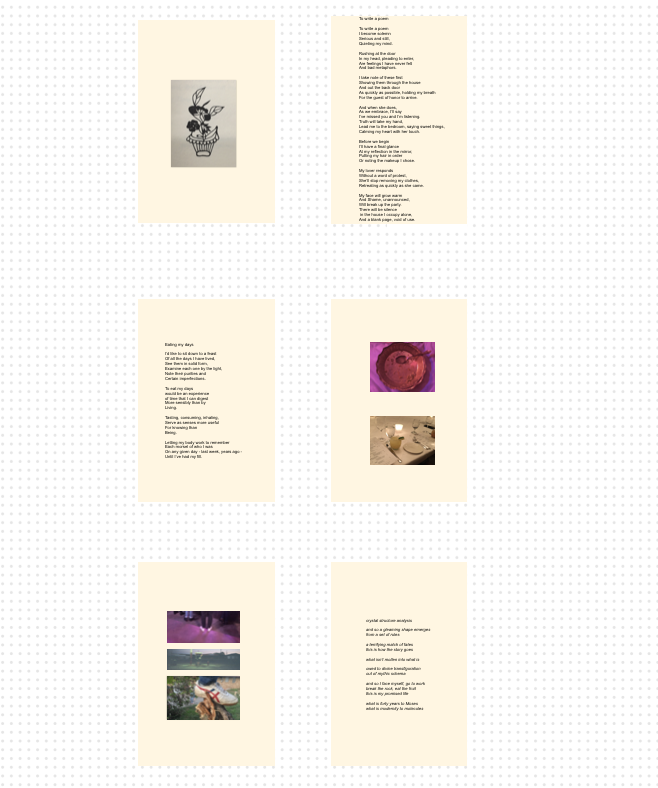 To write a poem
To write a poem
I become solemn
Serious and still,
Quieting my mind.
Rushing at the door
In my head, pleading to enter,
Are feelings I have never felt
And bad metaphors.
I take note of these first
Showing them through the house
And out the back door
As quickly as possible, holding my breath
For the guest of honor to arrive.
And when she does,
As we embrace, I'll say
I've missed you and I'm listening.
Truth will take my hand,
Lead me to the bedroom, saying sweet things,
Calming my heart with her touch.
Before we begin
I'll have a final glance
At my reflection in the mirror,
Pulling my hair in order
Or noting the makeup I chose.
My lover responds
Without a word of protest,
She'll stop removing my clothes,
Retreating as quickly as she came.
My face will grow warm
And Shame, unannounced,
Will break up the party.
There will be silence
in the house I occupy alone,
And a blank page, void of use.
Eating my days
I'd like to sit down to a feast
Of all the days I have lived,
See them in solid form,
Examine each one by the light,
Note their purities and
Certain imperfections.
To eat my days
would be an experience
of time that I can digest
More sensibly than by
Living.
Tasting, consuming, inhaling,
Serve as senses more useful
For knowing than
Being.
Letting my body work to remember
Each morsel of who I was
On any given day - last week, years ago -
Until I've had my fill.
crystal structure analysis
and so a gleaming shape emerges
from a set of rules
a terrifying match of fates
this is how the story goes
what isn't mutters into what is
want to divine transfiguration
out of mythic schema
and so I lose myself, go to work
break the rock, eat the fruit
this is my promised life
what is forty years to Moses
what is modernity to molecules